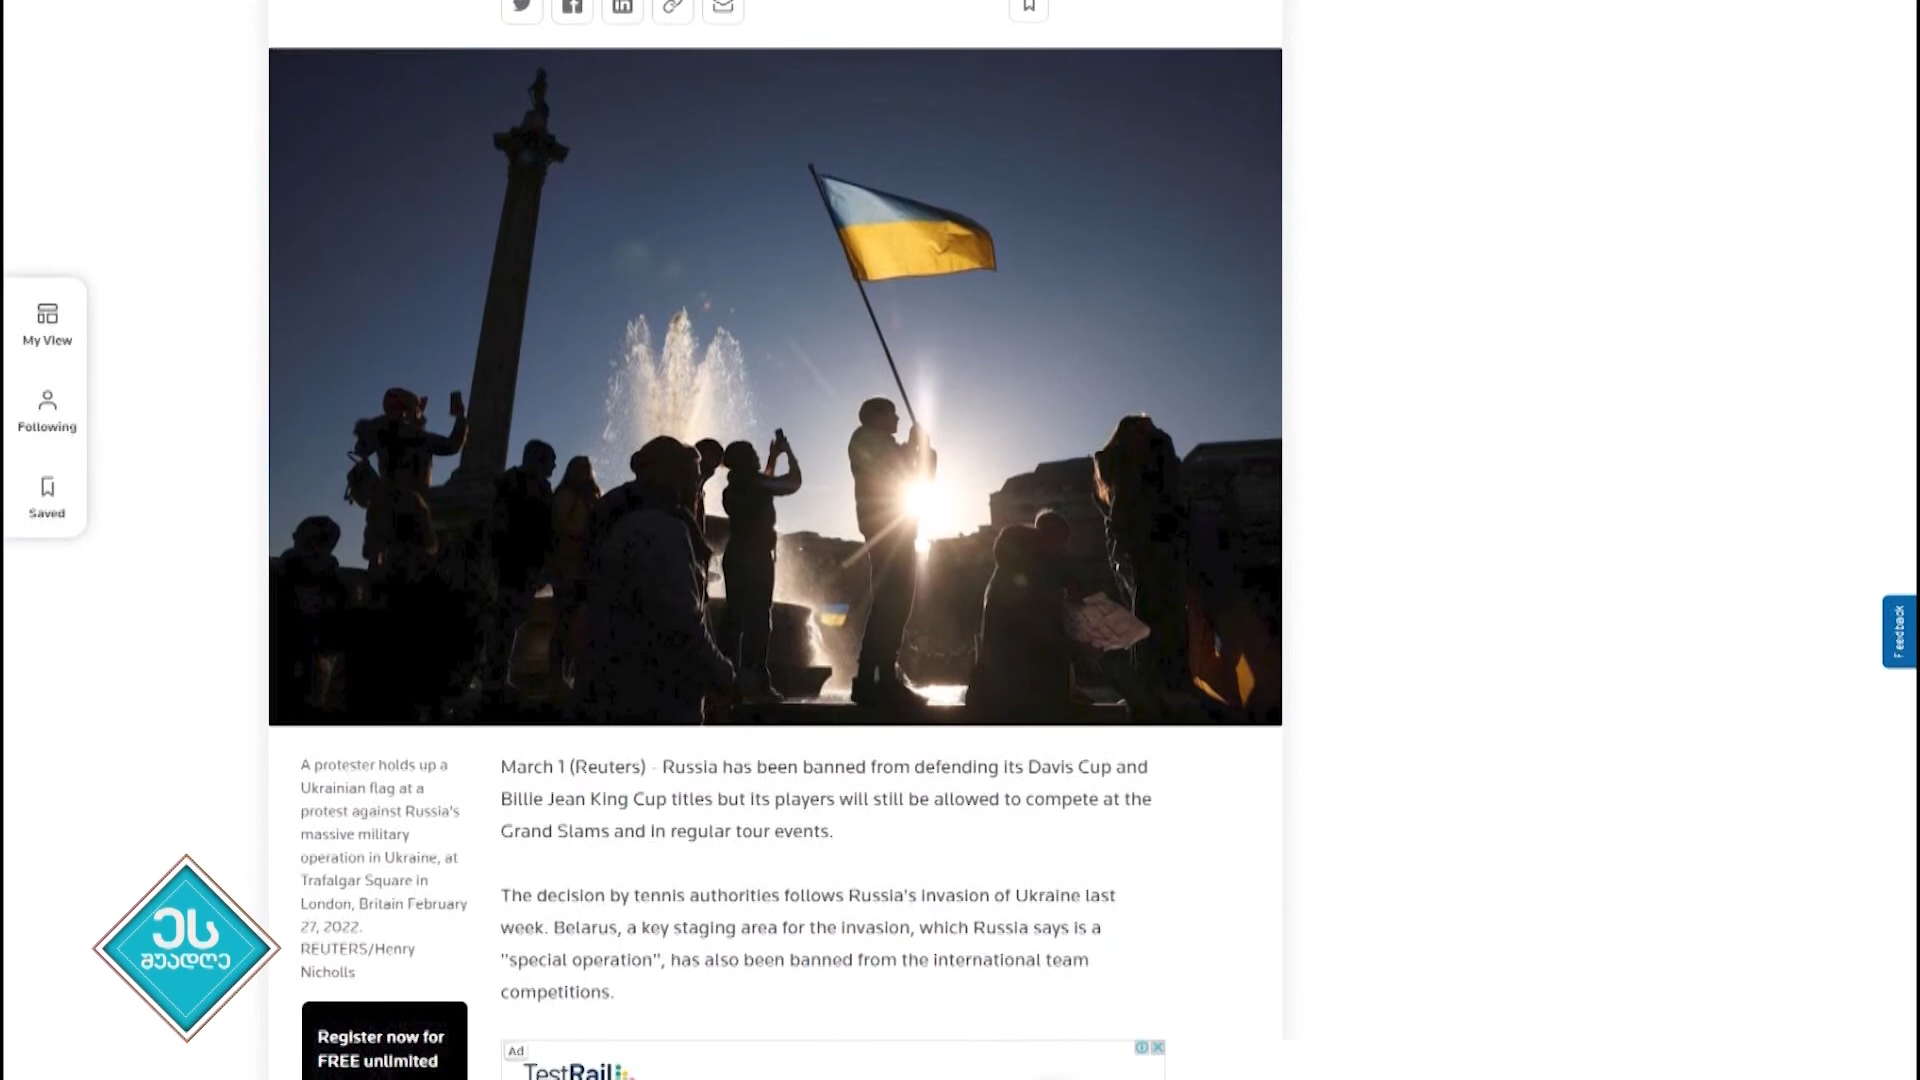 My View
Following
Saved
Feedback
A protester holds up a
Ukrainian flag at a
protest against Russia's
massive military
operation in Ukraine, at
Trafalgar Square in
London, Britain February
27, 2022.
REUTERS/Henry
Nicholls
Register now for
FREE unlimited
March 1 (Reuters) - Russia has been banned from defending its Davis Cup and
Billie Jean King Cup titles but its players will still be allowed to compete at the
Grand Slams and in regular tour events.
The decision by tennis authorities follows Russia's invasion of Ukraine last
week. Belarus, a key staging area for the invasion, which Russia says is a
"special operation", has also been banned from the international team
competitions.
Ad
TestRail
ეს
შუადღე